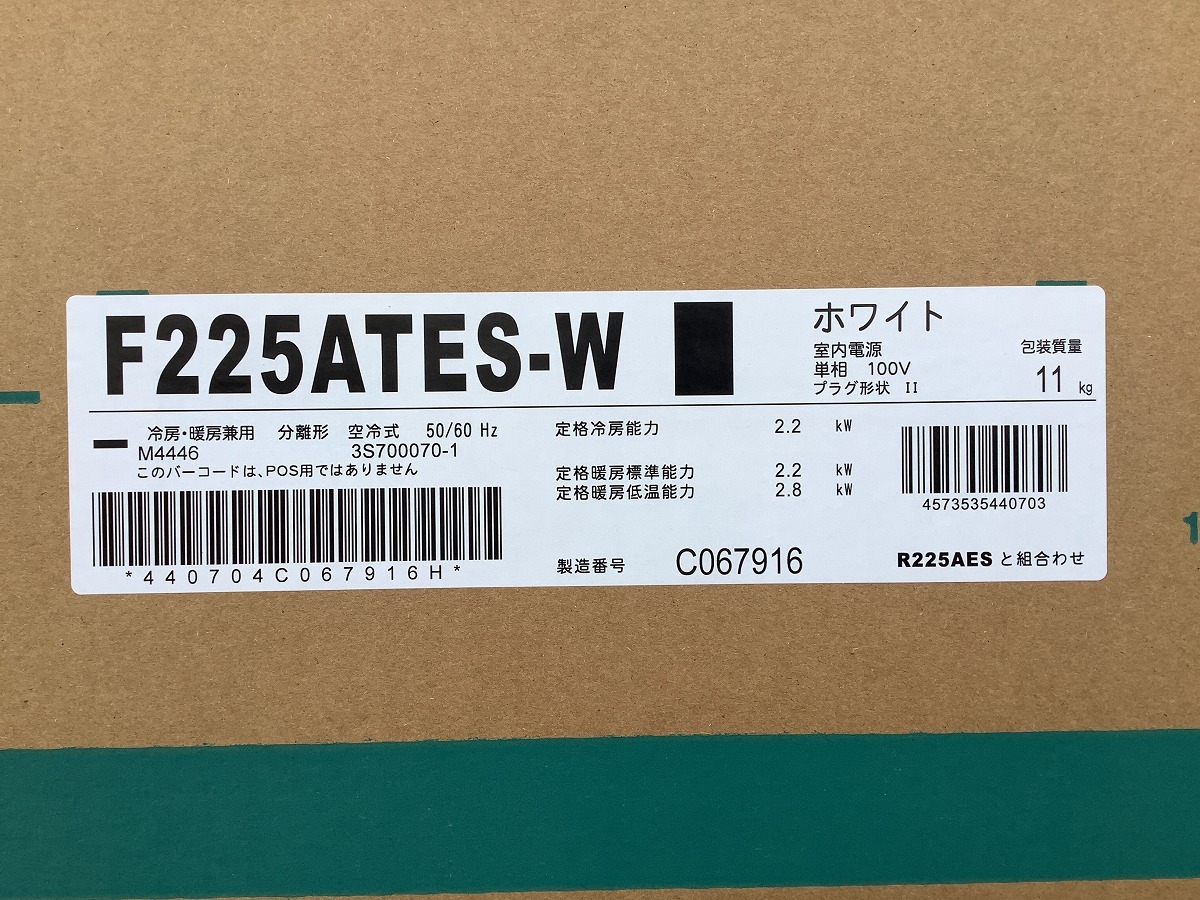 F225ATES-W
ホワイト
室内電源
単相 100V
プラグ形状 II
包装質量
11 kg
冷房・暖房兼用 分離形 空冷式 50/60 Hz
M4446 3S700070-1
このバーコードは、POS用ではありません
*440704C067916H*
定格冷房能力 2.2 kW
定格暖房標準能力 2.2 kW
定格暖房低温能力 2.8 kW
製造番号 C067916
4573535440703
R225AES と組合わせ